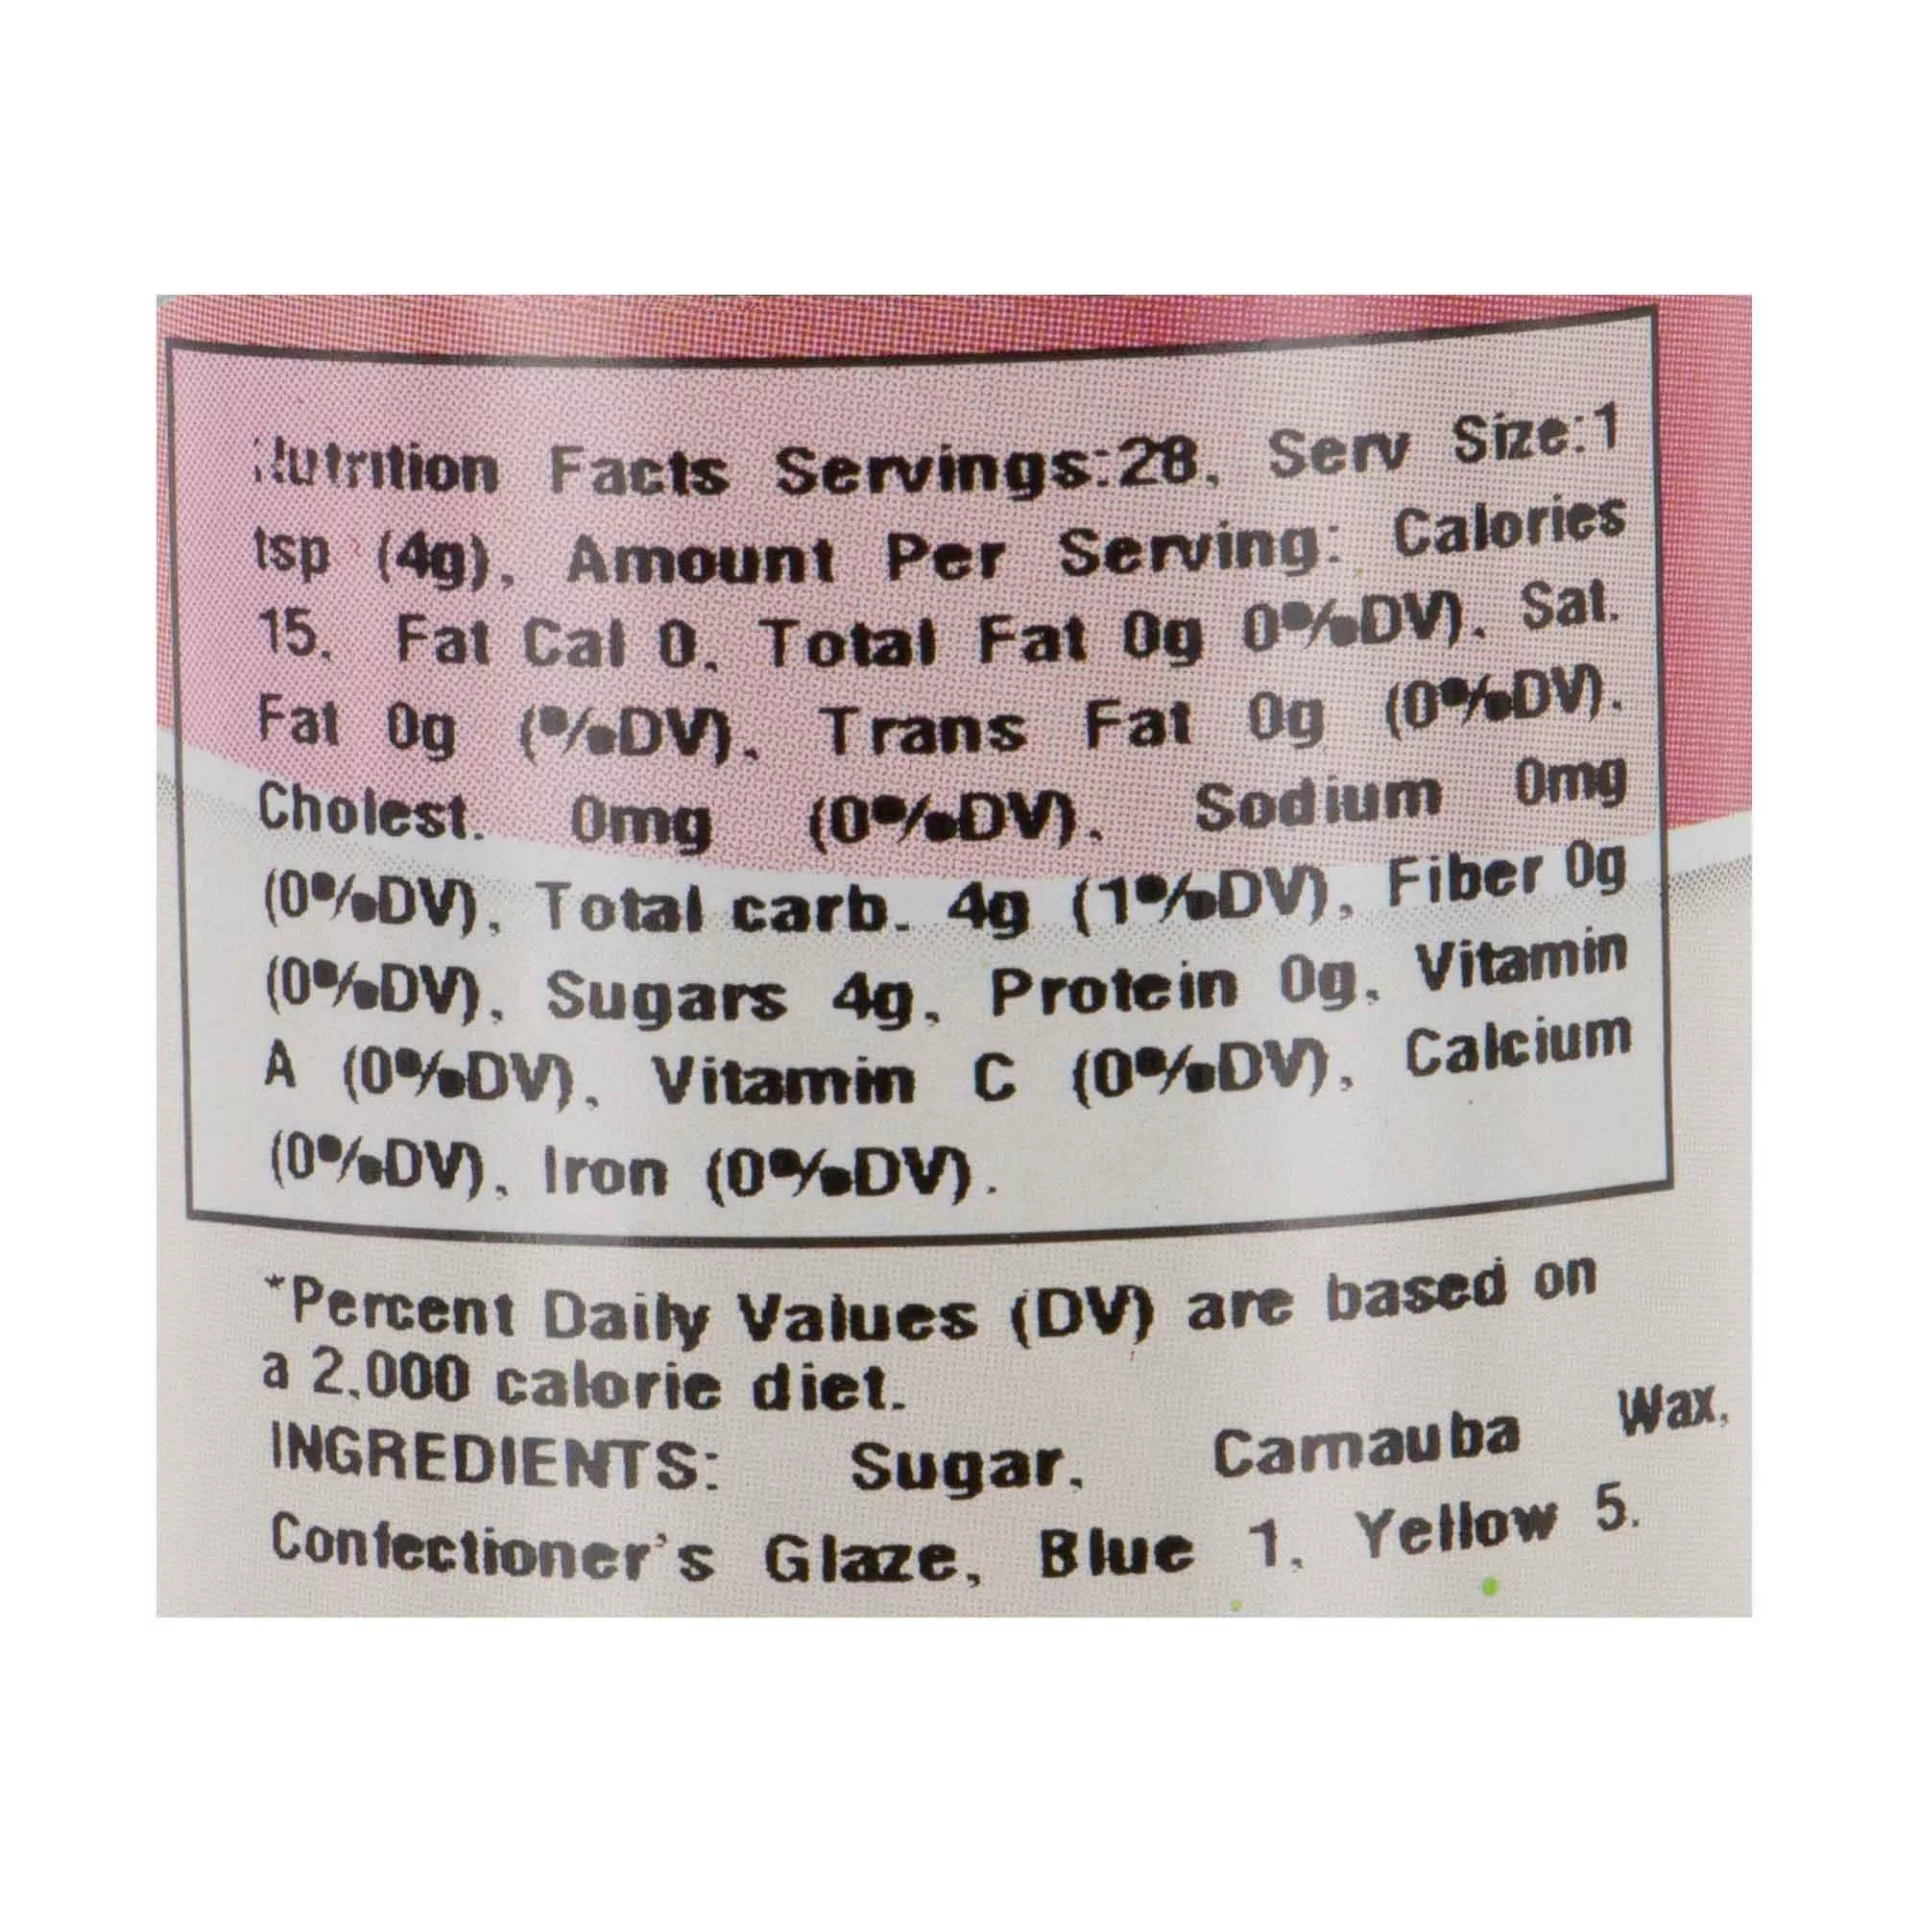 Nutrition Facts Servings:28, Serv Size:1
tsp (4g), Amount Per Serving: Calories
15, Fat Cal 0, Total Fat 0g 0%DV), Sat.
Fat 0g (%DV), Trans Fat 0g (0%DV),
Cholest. 0mg (0%DV), Sodium 0mg
(0%DV), Total carb. 4g (1%DV), Fiber 0g
(0%DV), Sugars 4g, Protein 0g, Vitamin
A (0%DV), Vitamin C (0%DV), Calcium
(0%DV), Iron (0%DV).
*Percent Daily Values (DV) are based on
a 2,000 calorie diet.
INGREDIENTS: Sugar, Carnauba Wax,
Confectioner's Glaze, Blue 1, Yellow 5.